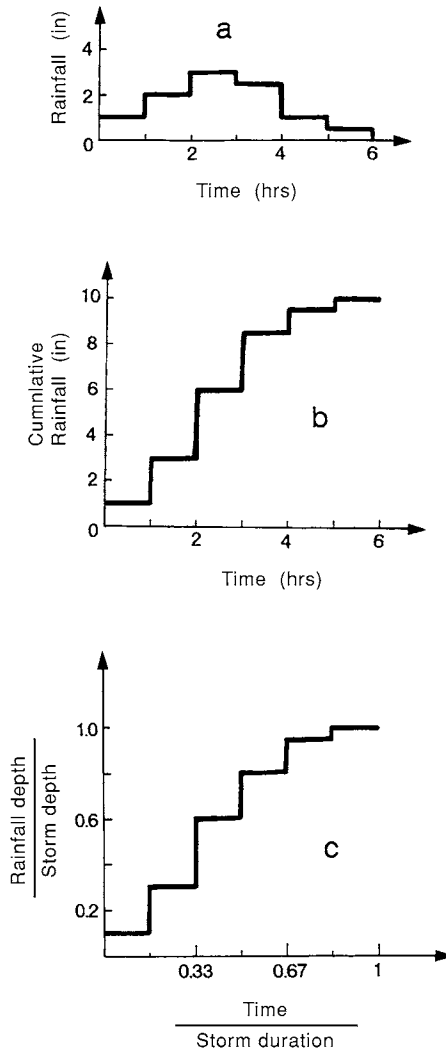 a
Rainfall (in)
4
2
0
2
4
6
Time (hrs)
Cumnlative
Rainfall (in)
10
8
6
4
2
0
b
2
4
6
Time (hrs)
Rainfall depth
Storm depth
1.0
0.6
0.2
c
0.33
0.67
1
Time
Storm duration